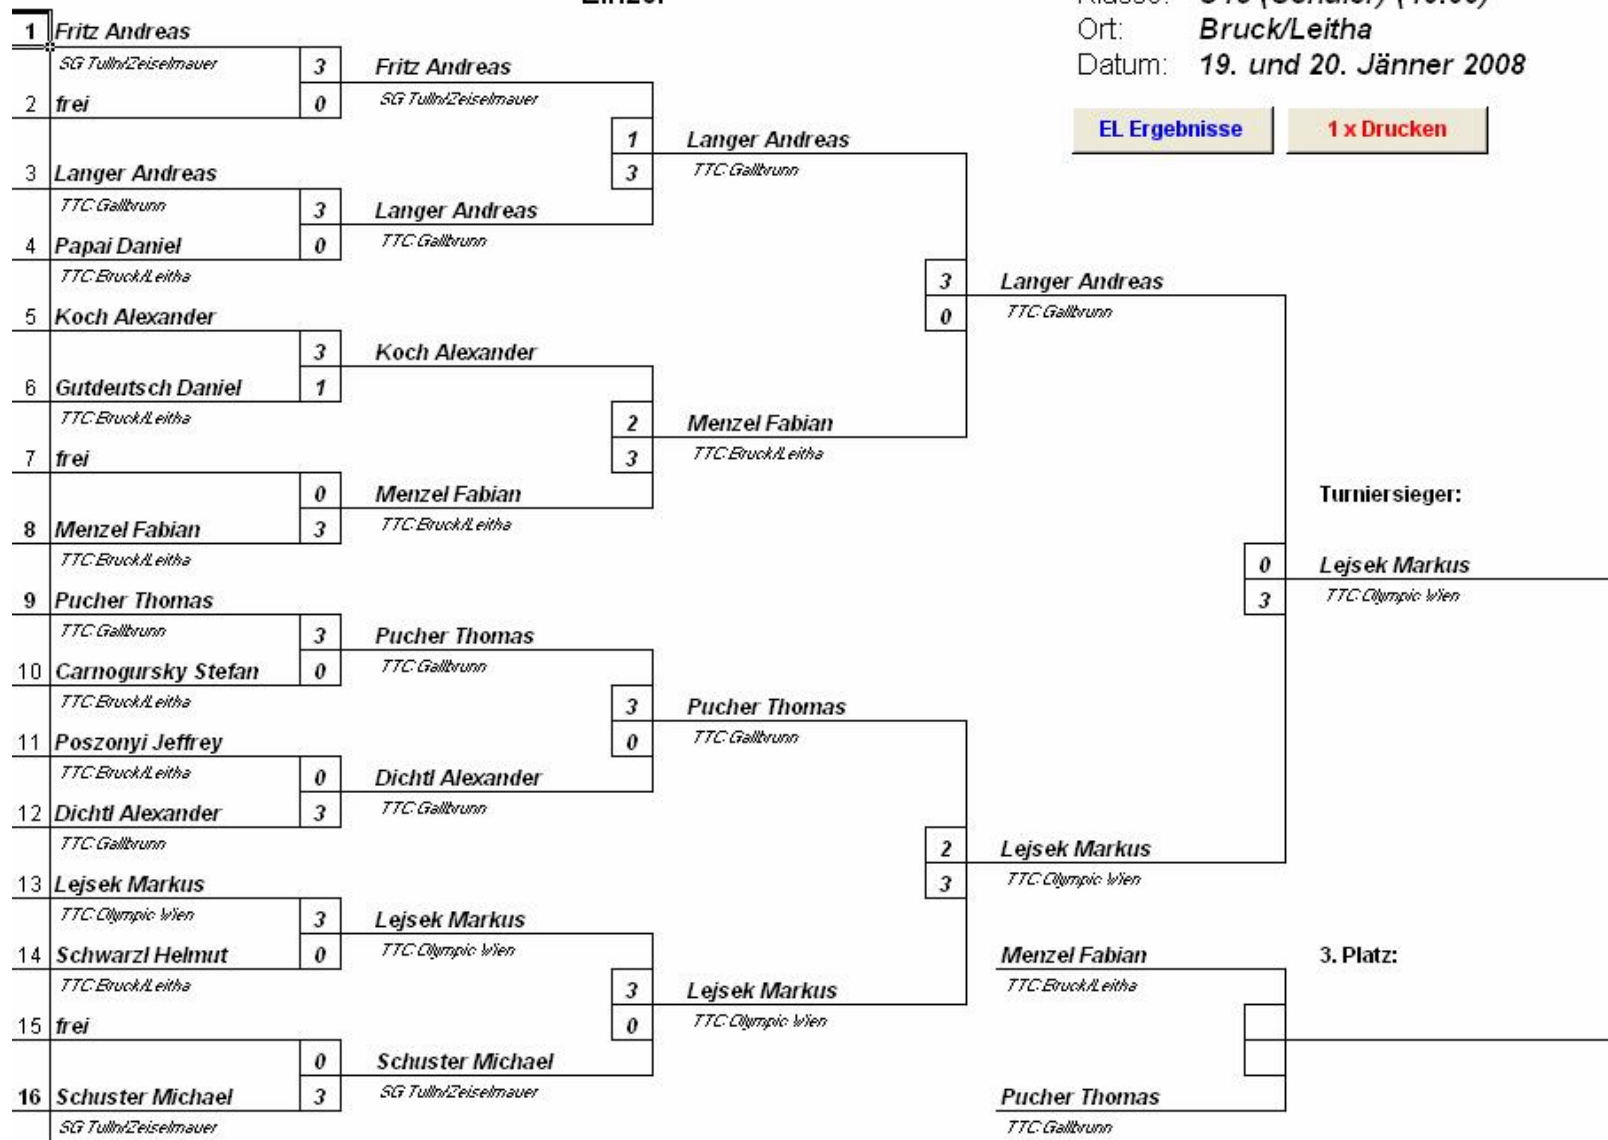 Ort: Bruck/Leitha
Datum: 19. und 20. Jänner 2008
EL Ergebnisse
1 x Drucken
1 Fritz Andreas
SG Tulln/Zeiselmauer
3
0
2 frei
3 Langer Andreas
TTC Gallbrunn
3
0
4 Papai Daniel
TTC Bruck/Leitha
5 Koch Alexander
3
1
6 Gutdeutsch Daniel
TTC Bruck/Leitha
7 frei
0
3
8 Menzel Fabian
TTC Bruck/Leitha
9 Pucher Thomas
TTC Gallbrunn
3
0
10 Carnogursky Stefan
TTC Bruck/Leitha
11 Poszonyi Jeffrey
TTC Bruck/Leitha
0
3
12 Dichtl Alexander
TTC Gallbrunn
13 Lejsek Markus
TTC Olympic Wien
3
0
14 Schwarzl Helmut
TTC Bruck/Leitha
15 frei
0
3
16 Schuster Michael
SG Tulln/Zeiselmauer
Fritz Andreas
SG Tulln/Zeiselmauer
1
3
Langer Andreas
TTC Gallbrunn
Koch Alexander
2
3
Menzel Fabian
TTC Bruck/Leitha
Pucher Thomas
TTC Gallbrunn
3
0
Dichtl Alexander
TTC Gallbrunn
Lejsek Markus
TTC Olympic Wien
3
0
Schuster Michael
SG Tulln/Zeiselmauer
Langer Andreas
TTC Gallbrunn
3
0
Menzel Fabian
TTC Bruck/Leitha
Pucher Thomas
TTC Gallbrunn
2
3
Lejsek Markus
TTC Olympic Wien
Langer Andreas
TTC Gallbrunn
0
3
Lejsek Markus
TTC Olympic Wien
Turniersieger:
Lejsek Markus
TTC Olympic Wien
Menzel Fabian
TTC Bruck/Leitha
3. Platz:
Pucher Thomas
TTC Gallbrunn